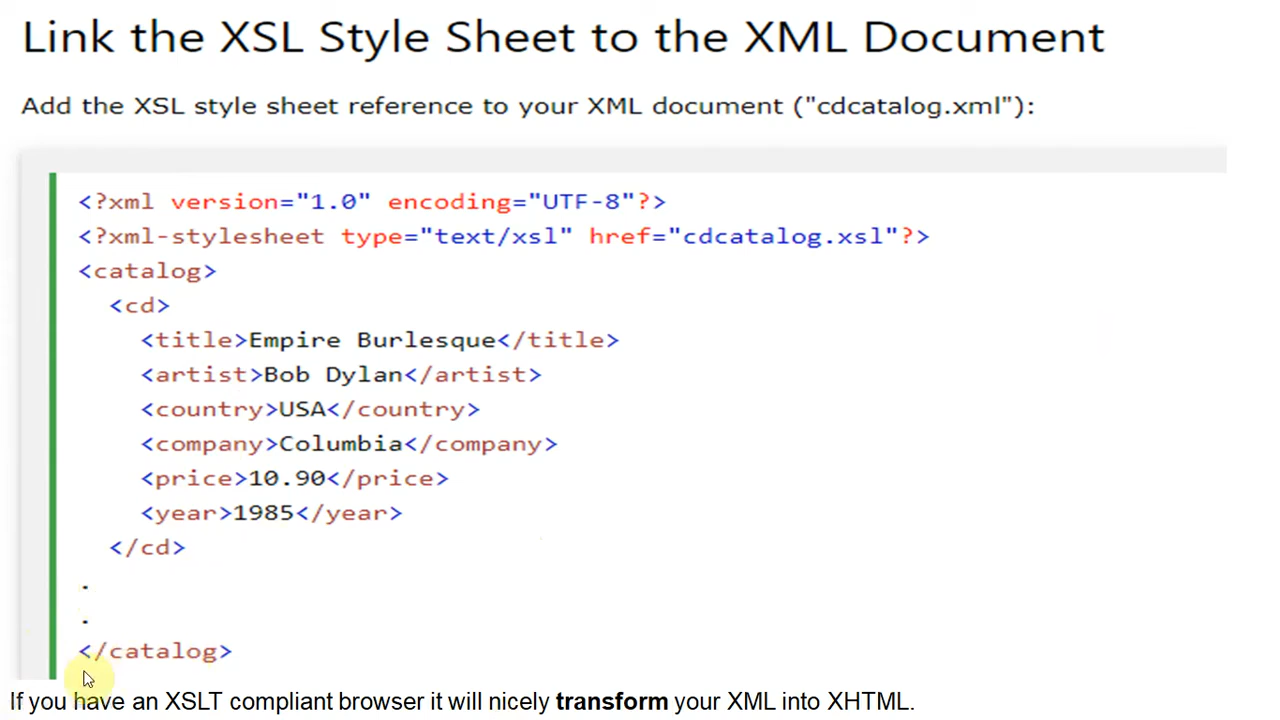 Link the XSL Style Sheet to the XML Document
Add the XSL style sheet reference to your XML document ("cdcatalog.xml"):
<?xml version="1.0" encoding="UTF-8"?>
<?xml-stylesheet type="text/xsl" href="cdcatalog.xsl"?>
<catalog>
  <cd>
    <title>Empire Burlesque</title>
    <artist>Bob Dylan</artist>
    <country>USA</country>
    <company>Columbia</company>
    <price>10.90</price>
    <year>1985</year>
  </cd>
.
.
</catalog>
If you have an XSLT compliant browser it will nicely transform your XML into XHTML.